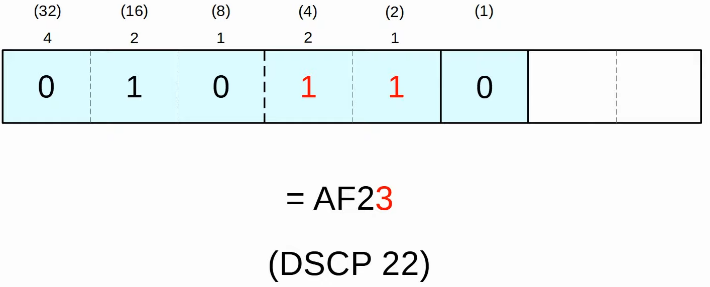 (32) (16) (8) (4) (2) (1)
4 2 1 2 1
0 1 0 1 1 0
= AF23
(DSCP 22)